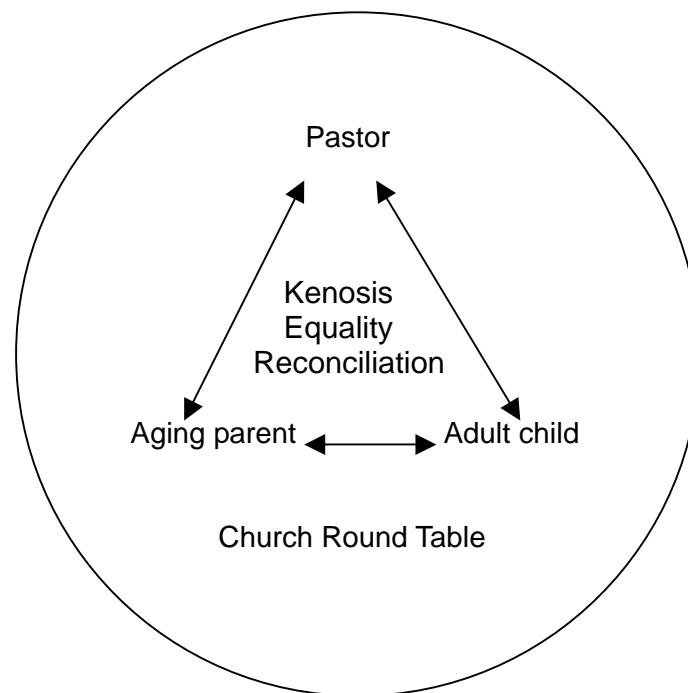 Pastor
Kenosis
Equality
Reconciliation
Aging parent
Adult child
Church Round Table